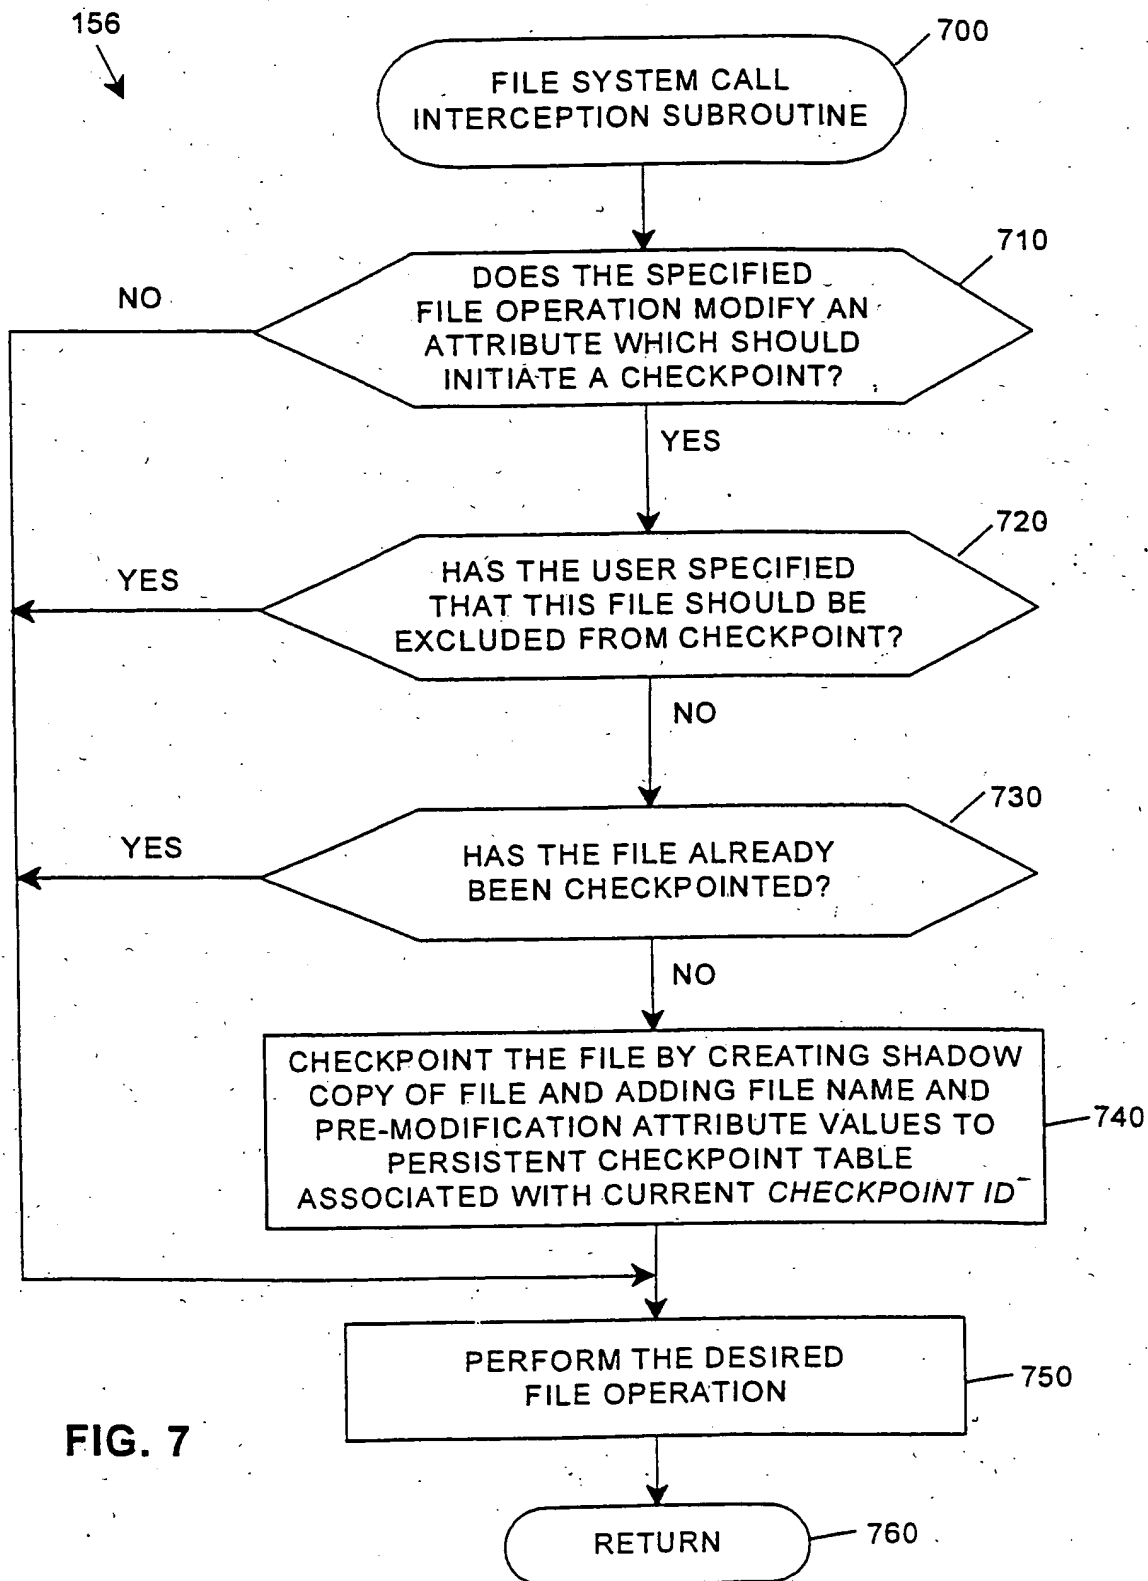 156
700
FILE SYSTEM CALL
INTERCEPTION SUBROUTINE
710
DOES THE SPECIFIED
FILE OPERATION MODIFY AN
ATTRIBUTE WHICH SHOULD
INITIATE A CHECKPOINT?
NO
YES
720
HAS THE USER SPECIFIED
THAT THIS FILE SHOULD BE
EXCLUDED FROM CHECKPOINT?
YES
NO
730
HAS THE FILE ALREADY
BEEN CHECKPOINTED?
YES
NO
CHECKPOINT THE FILE BY CREATING SHADOW
COPY OF FILE AND ADDING FILE NAME AND
PRE-MODIFICATION ATTRIBUTE VALUES TO
PERSISTENT CHECKPOINT TABLE
ASSOCIATED WITH CURRENT CHECKPOINT ID
740
PERFORM THE DESIRED
FILE OPERATION
750
FIG. 7
RETURN
760